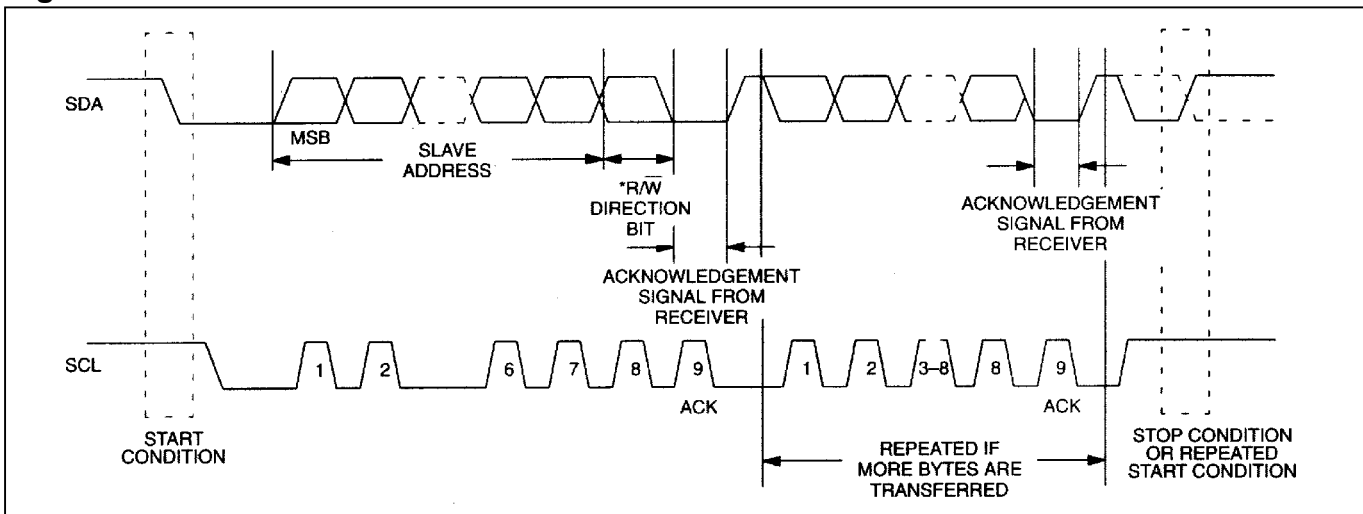 SDA
MSB
SLAVE
ADDRESS
*R/W̅
DIRECTION
BIT
ACKNOWLEDGEMENT
SIGNAL FROM
RECEIVER
ACKNOWLEDGEMENT
SIGNAL FROM
RECEIVER
SCL
1
2
6
7
8
9
1
2
3–8
8
9
ACK
ACK
START
CONDITION
REPEATED IF
MORE BYTES ARE
TRANSFERRED
STOP CONDITION
OR REPEATED
START CONDITION